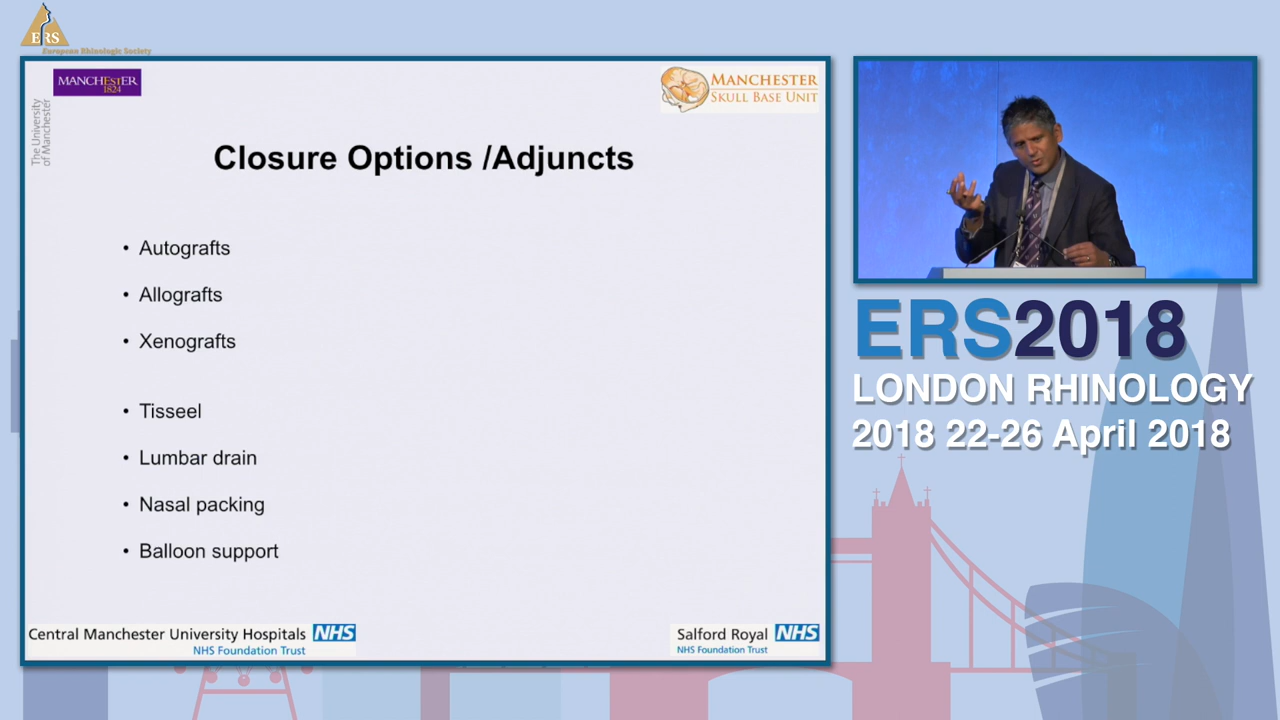 ERS
European Rhinologic Society
MANCHESTER
1824
The University
of Manchester
MANCHESTER
SKULL BASE UNIT
Closure Options /Adjuncts
• Autografts
• Allografts
• Xenografts
• Tisseel
• Lumbar drain
• Nasal packing
• Balloon support
Central Manchester University Hospitals NHS
NHS Foundation Trust
Salford Royal NHS
NHS Foundation Trust
ERS2018
LONDON RHINOLOGY
2018 22-26 April 2018